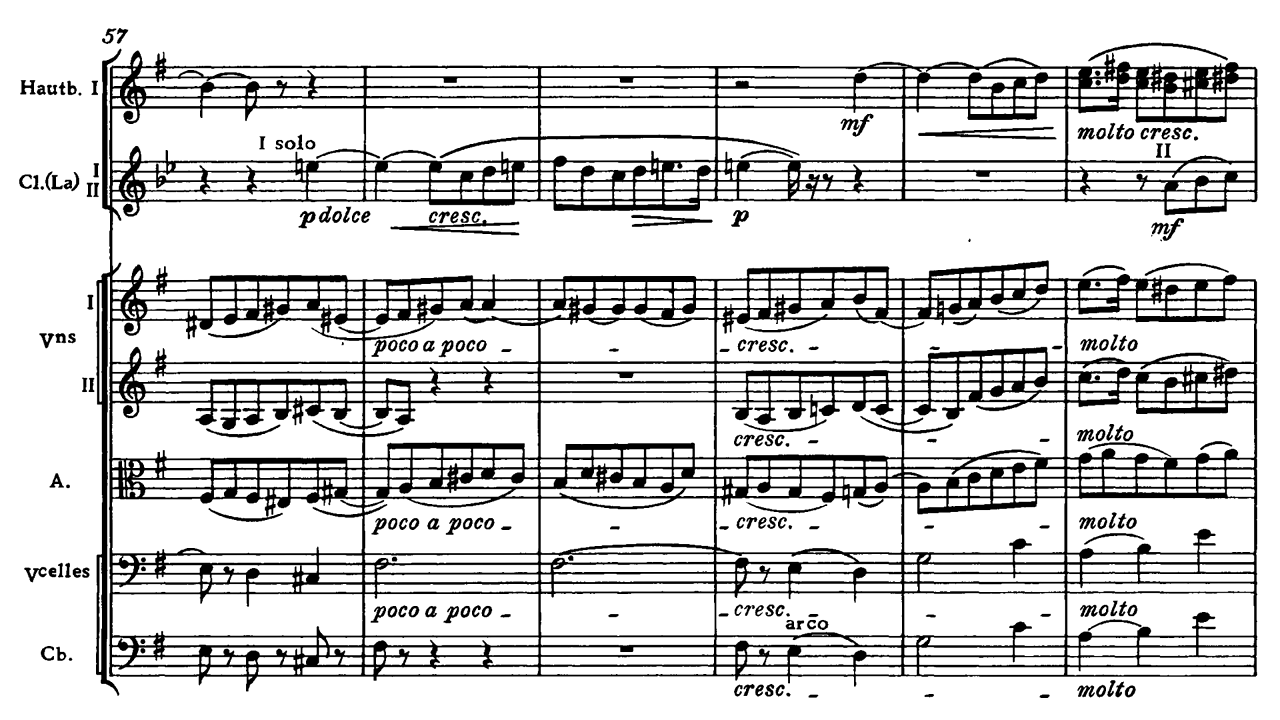 57
Hautb. I
mf
molto cresc.
I solo
II
Cl.(La) I
II
p dolce cresc.
p
mf
Vns
I
poco a poco - - - cresc. - - - molto
II
cresc. - - - molto
A.
poco a poco - - - cresc. - - - molto
Vcelles
poco a poco - - - cresc. - - - molto
arco
Cb.
cresc. - - - molto